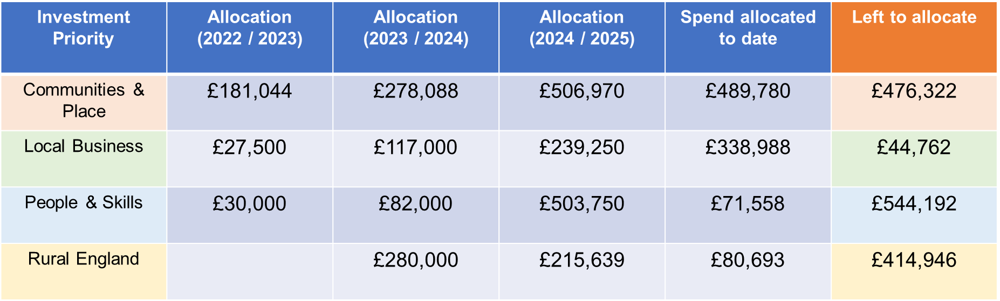 Investment
Priority
Allocation
(2022 / 2023)
Allocation
(2023 / 2024)
Allocation
(2024 / 2025)
Spend allocated
to date
Left to allocate
Communities &
Place
£181,044
£278,088
£506,970
£489,780
£476,322
Local Business
£27,500
£117,000
£239,250
£338,988
£44,762
People & Skills
£30,000
£82,000
£503,750
£71,558
£544,192
Rural England
£280,000
£215,639
£80,693
£414,946